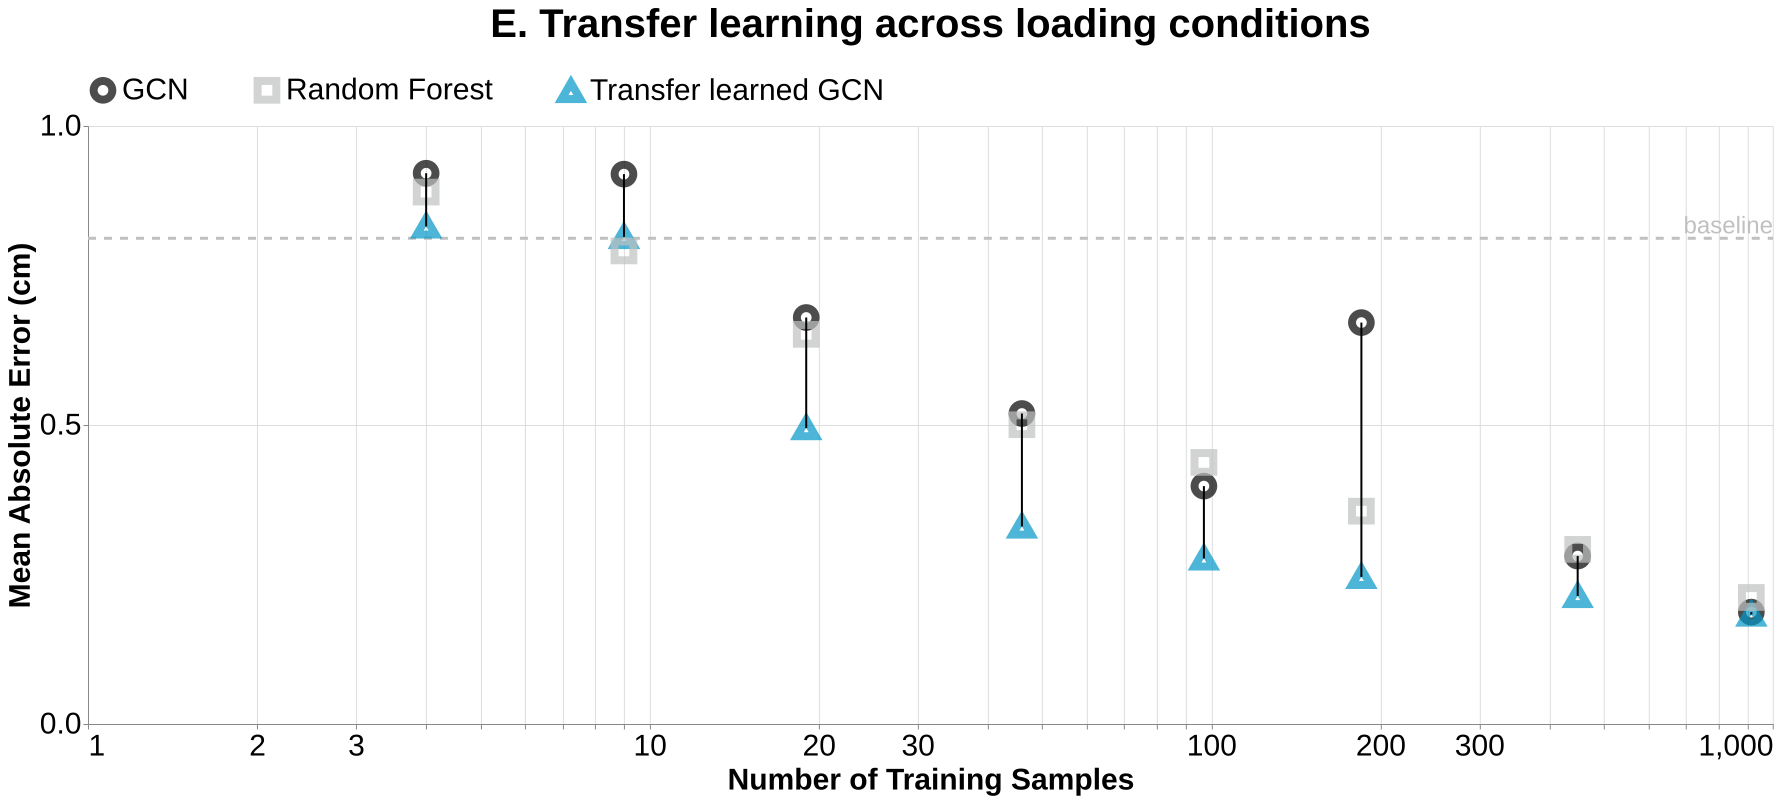 E. Transfer learning across loading conditions
GCN Random Forest Transfer learned GCN
1.0
baseline
0.5
0.0
Mean Absolute Error (cm)
1 2 3 10 20 30 100 200 300 1,000
Number of Training Samples